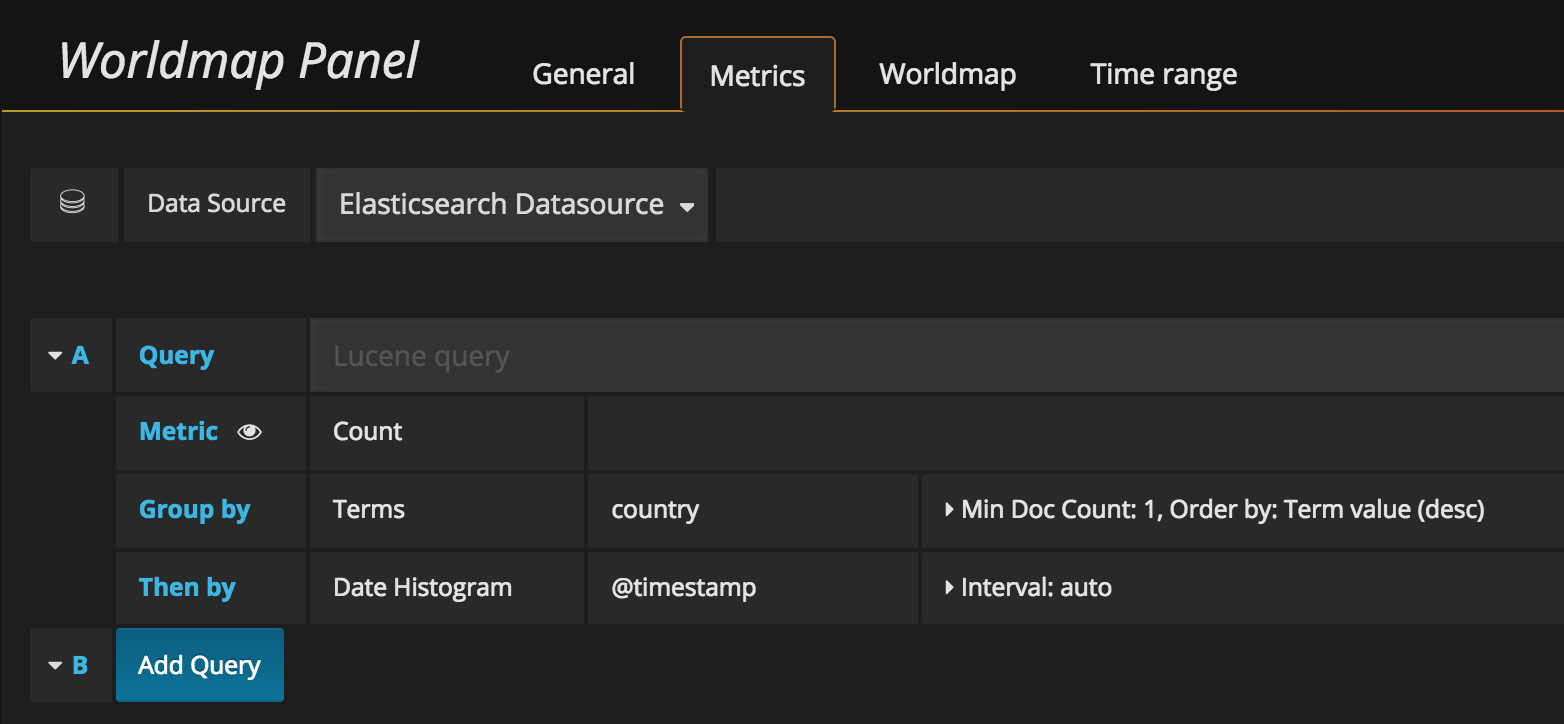 Worldmap Panel General Metrics Worldmap Time range
Data Source Elasticsearch Datasource
A Query Lucene query
Metric Count
Group by Terms country Min Doc Count: 1, Order by: Term value (desc)
Then by Date Histogram @timestamp Interval: auto
B Add Query